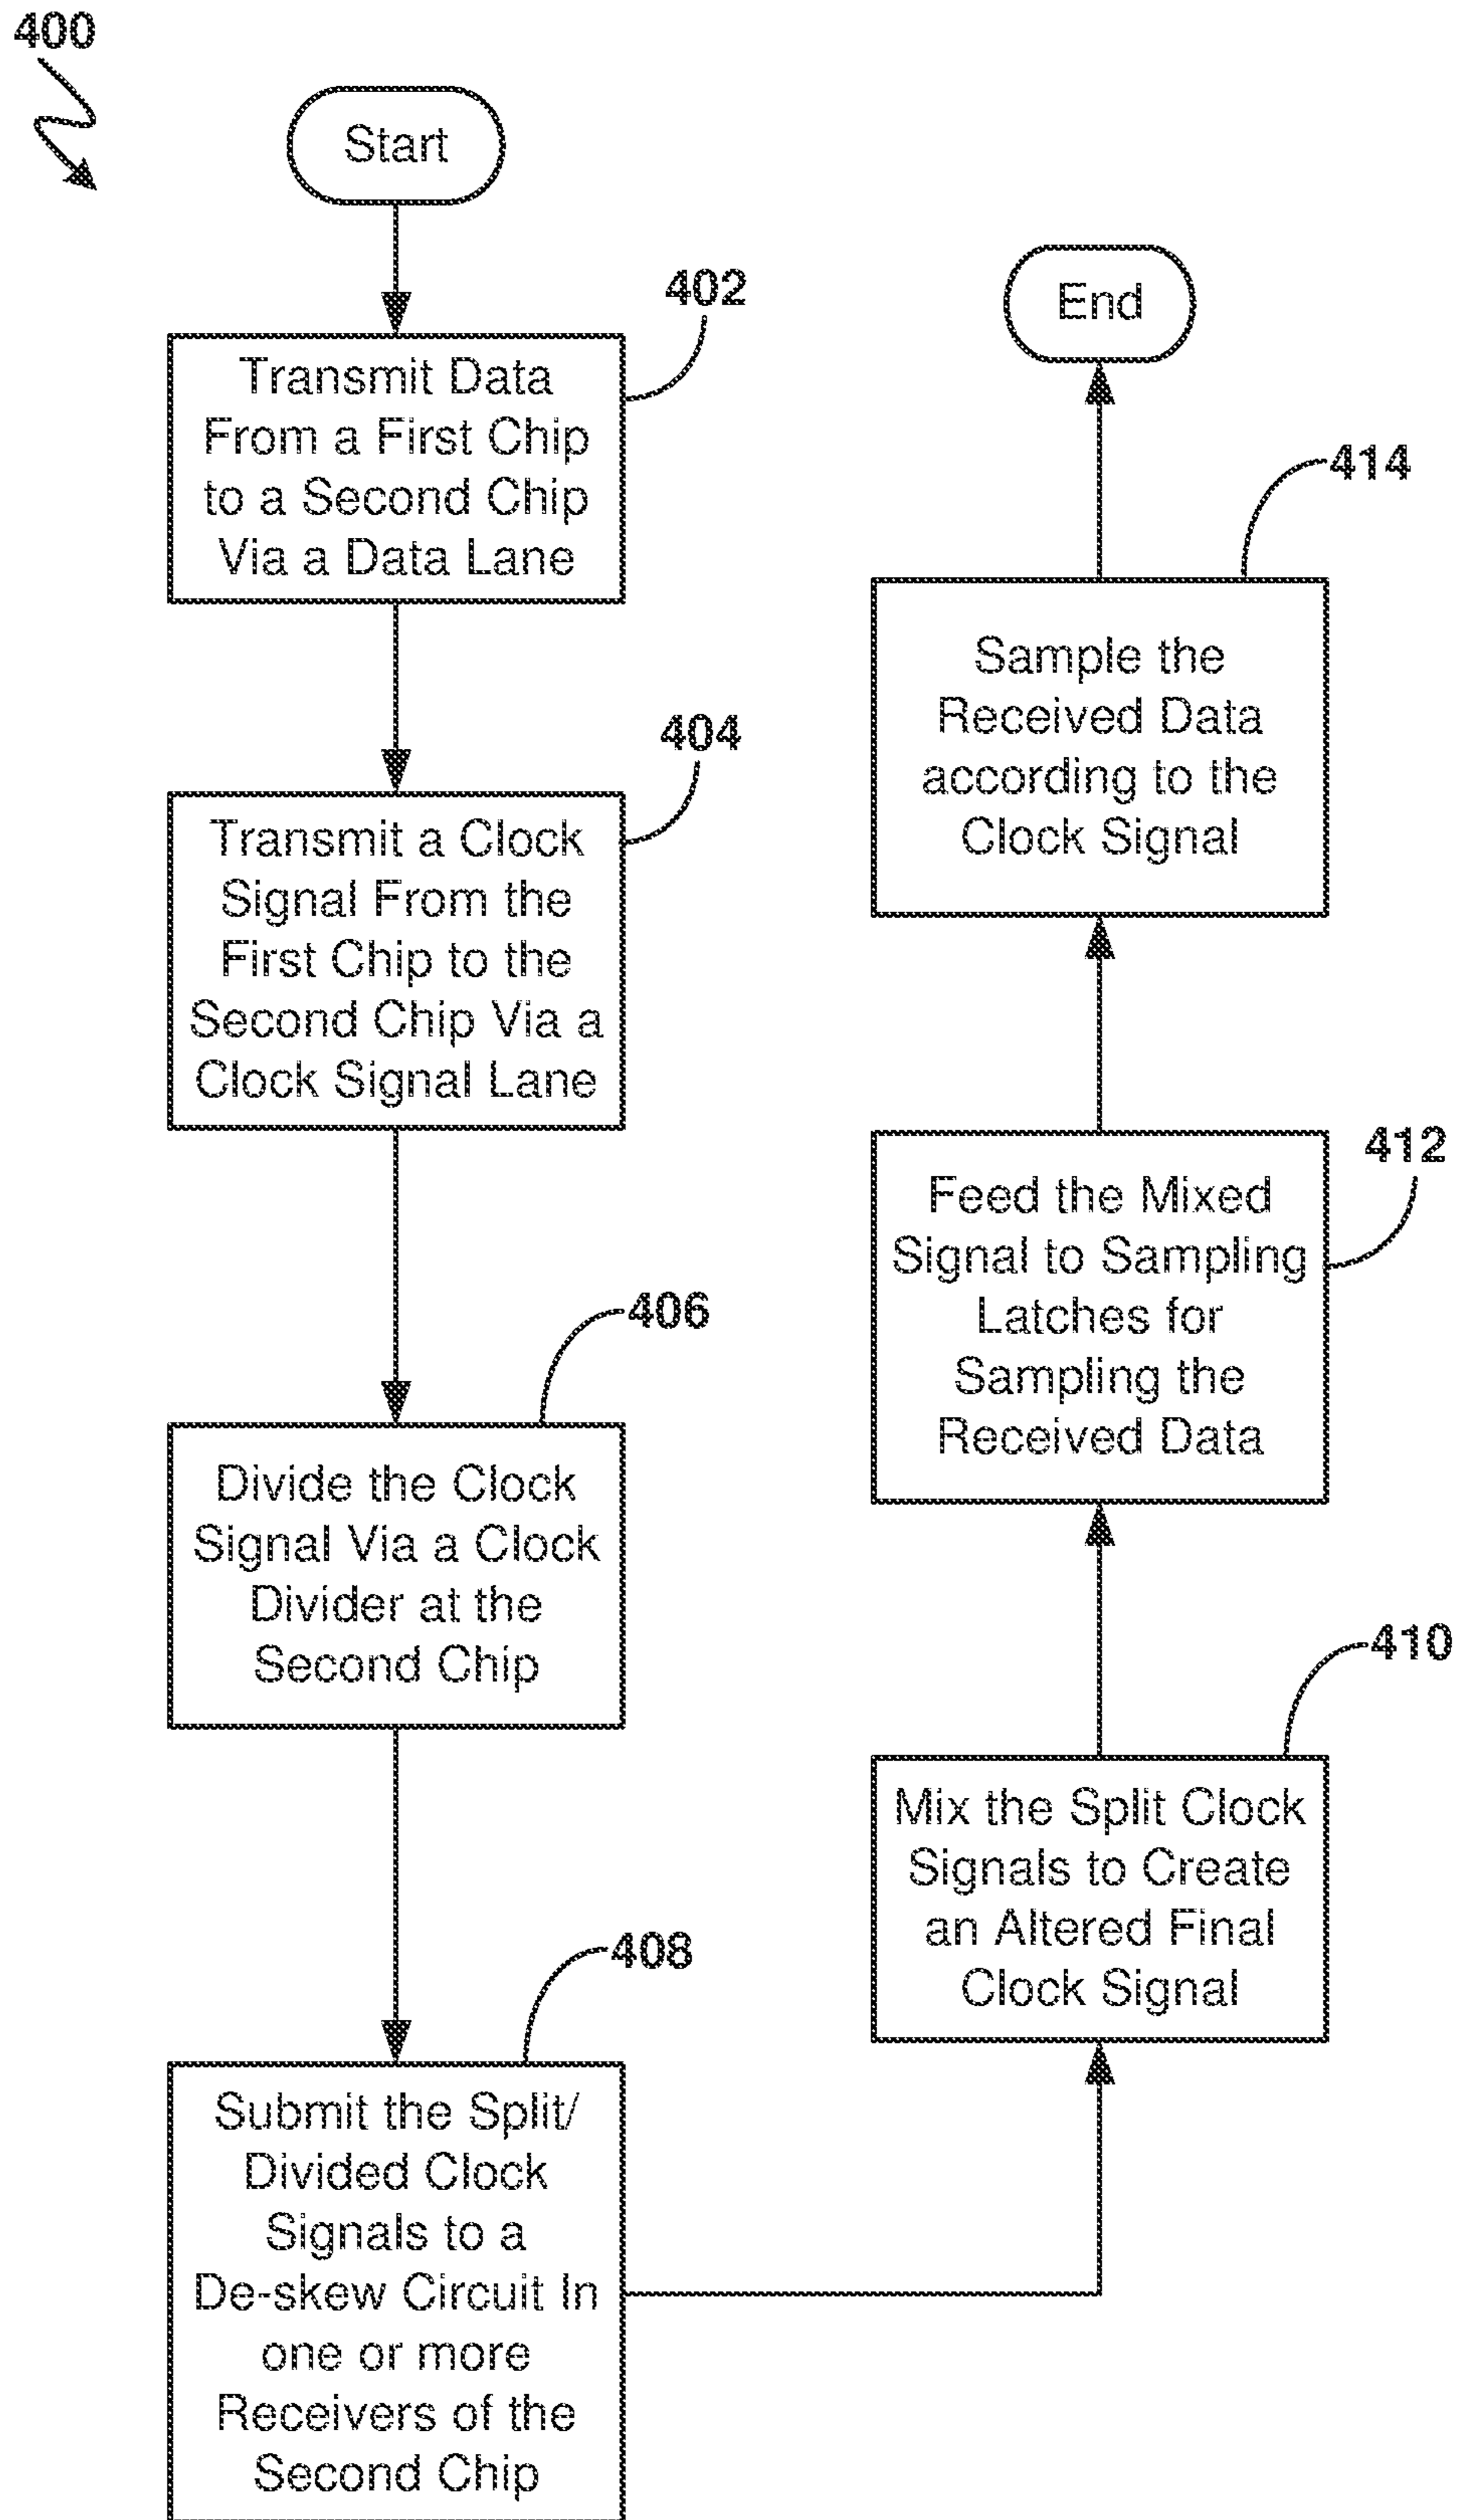 400
Start
402
Transmit Data
From a First Chip
to a Second Chip
Via a Data Lane
404
Transmit a Clock
Signal From the
First Chip to the
Second Chip Via a
Clock Signal Lane
406
Divide the Clock
Signal Via a Clock
Divider at the
Second Chip
408
Submit the Split/
Divided Clock
Signals to a
De-skew Circuit In
one or more
Receivers of the
Second Chip
410
Mix the Split Clock
Signals to Create
an Altered Final
Clock Signal
412
Feed the Mixed
Signal to Sampling
Latches for
Sampling the
Received Data
414
Sample the
Received Data
according to the
Clock Signal
End